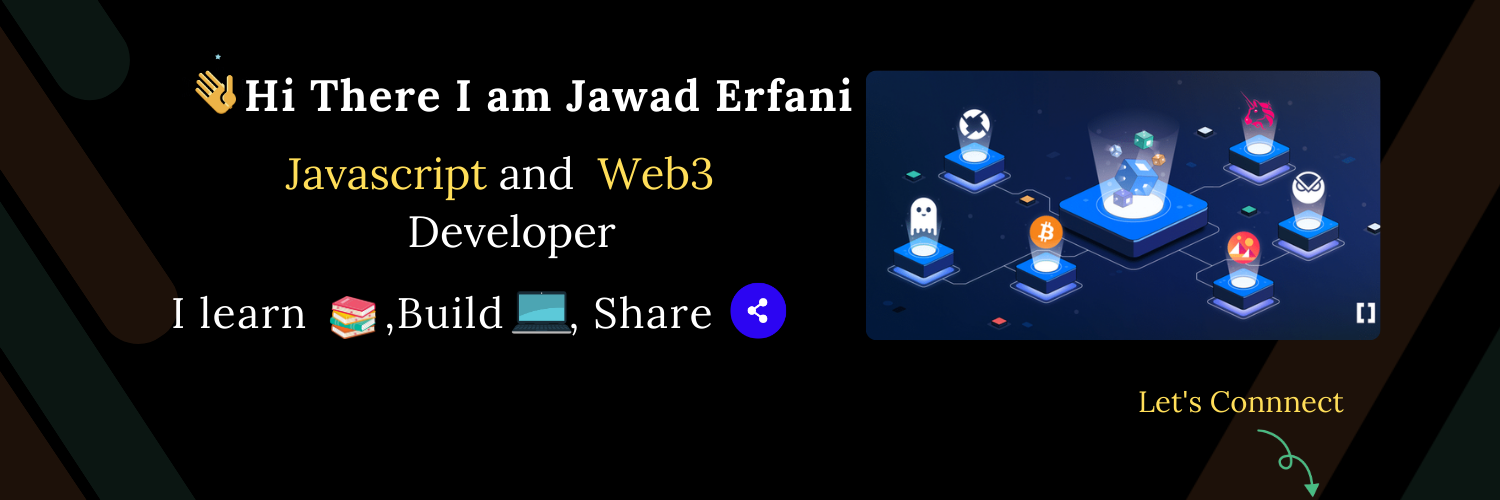 Hi There I am Jawad Erfani
Javascript and Web3
Developer
I learn ,Build , Share
Let's Connnect